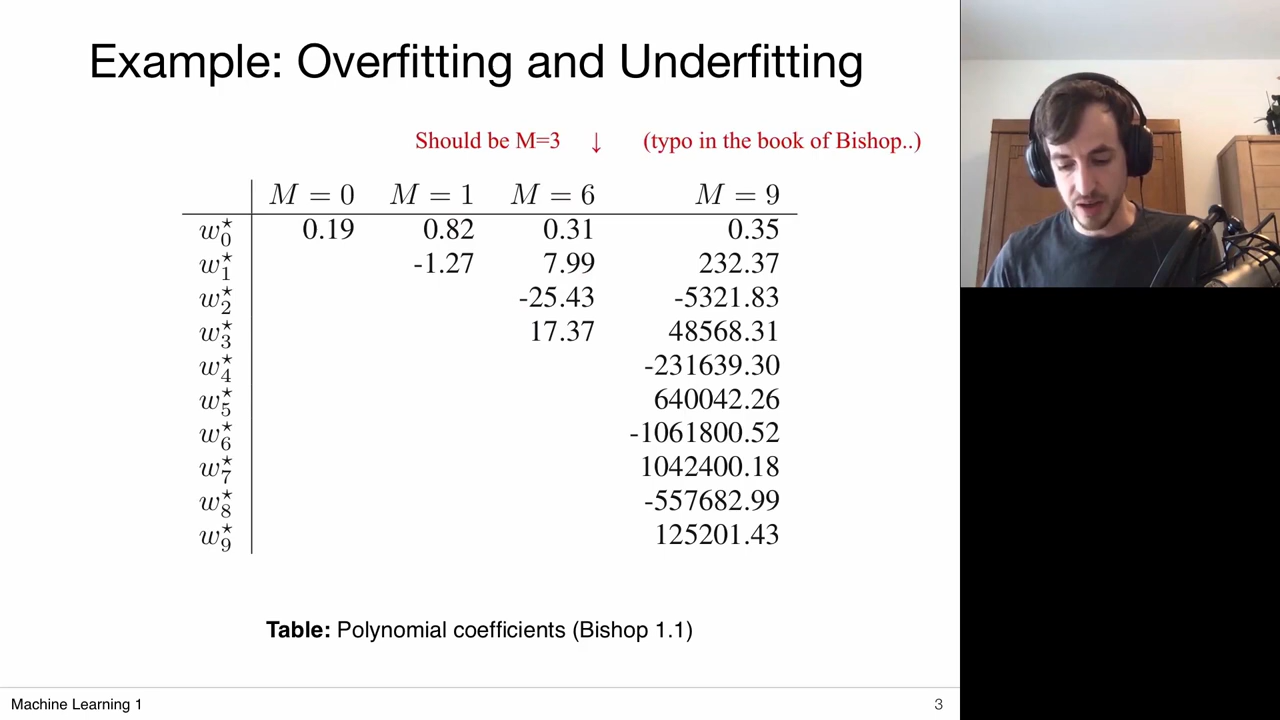 Example: Overfitting and Underfitting
Should be M=3 ↓ (typo in the book of Bishop..)
M = 0 M = 1 M = 6 M = 9
w₀⋆ 0.19 0.82 0.31 0.35
w₁⋆ -1.27 7.99 232.37
w₂⋆ -25.43 -5321.83
w₃⋆ 17.37 48568.31
w₄⋆ -231639.30
w₅⋆ 640042.26
w₆⋆ -1061800.52
w₇⋆ 1042400.18
w₈⋆ -557682.99
w₉⋆ 125201.43
Table: Polynomial coefficients (Bishop 1.1)
Machine Learning 1 3